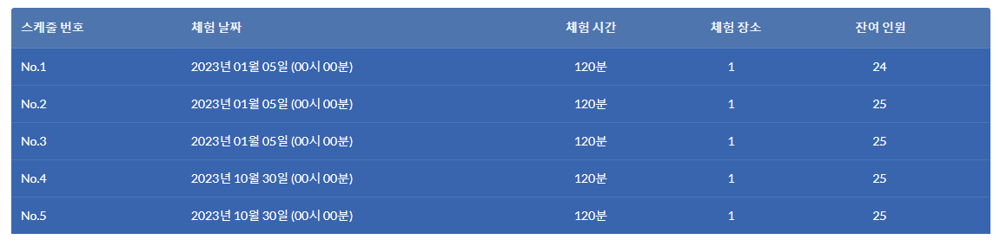 스케줄 번호 체험 날짜 체험 시간 체험 장소 잔여 인원
No.1 2023년 01월 05일 (00시 00분) 120분 1 24
No.2 2023년 01월 05일 (00시 00분) 120분 1 25
No.3 2023년 01월 05일 (00시 00분) 120분 1 25
No.4 2023년 10월 30일 (00시 00분) 120분 1 25
No.5 2023년 10월 30일 (00시 00분) 120분 1 25